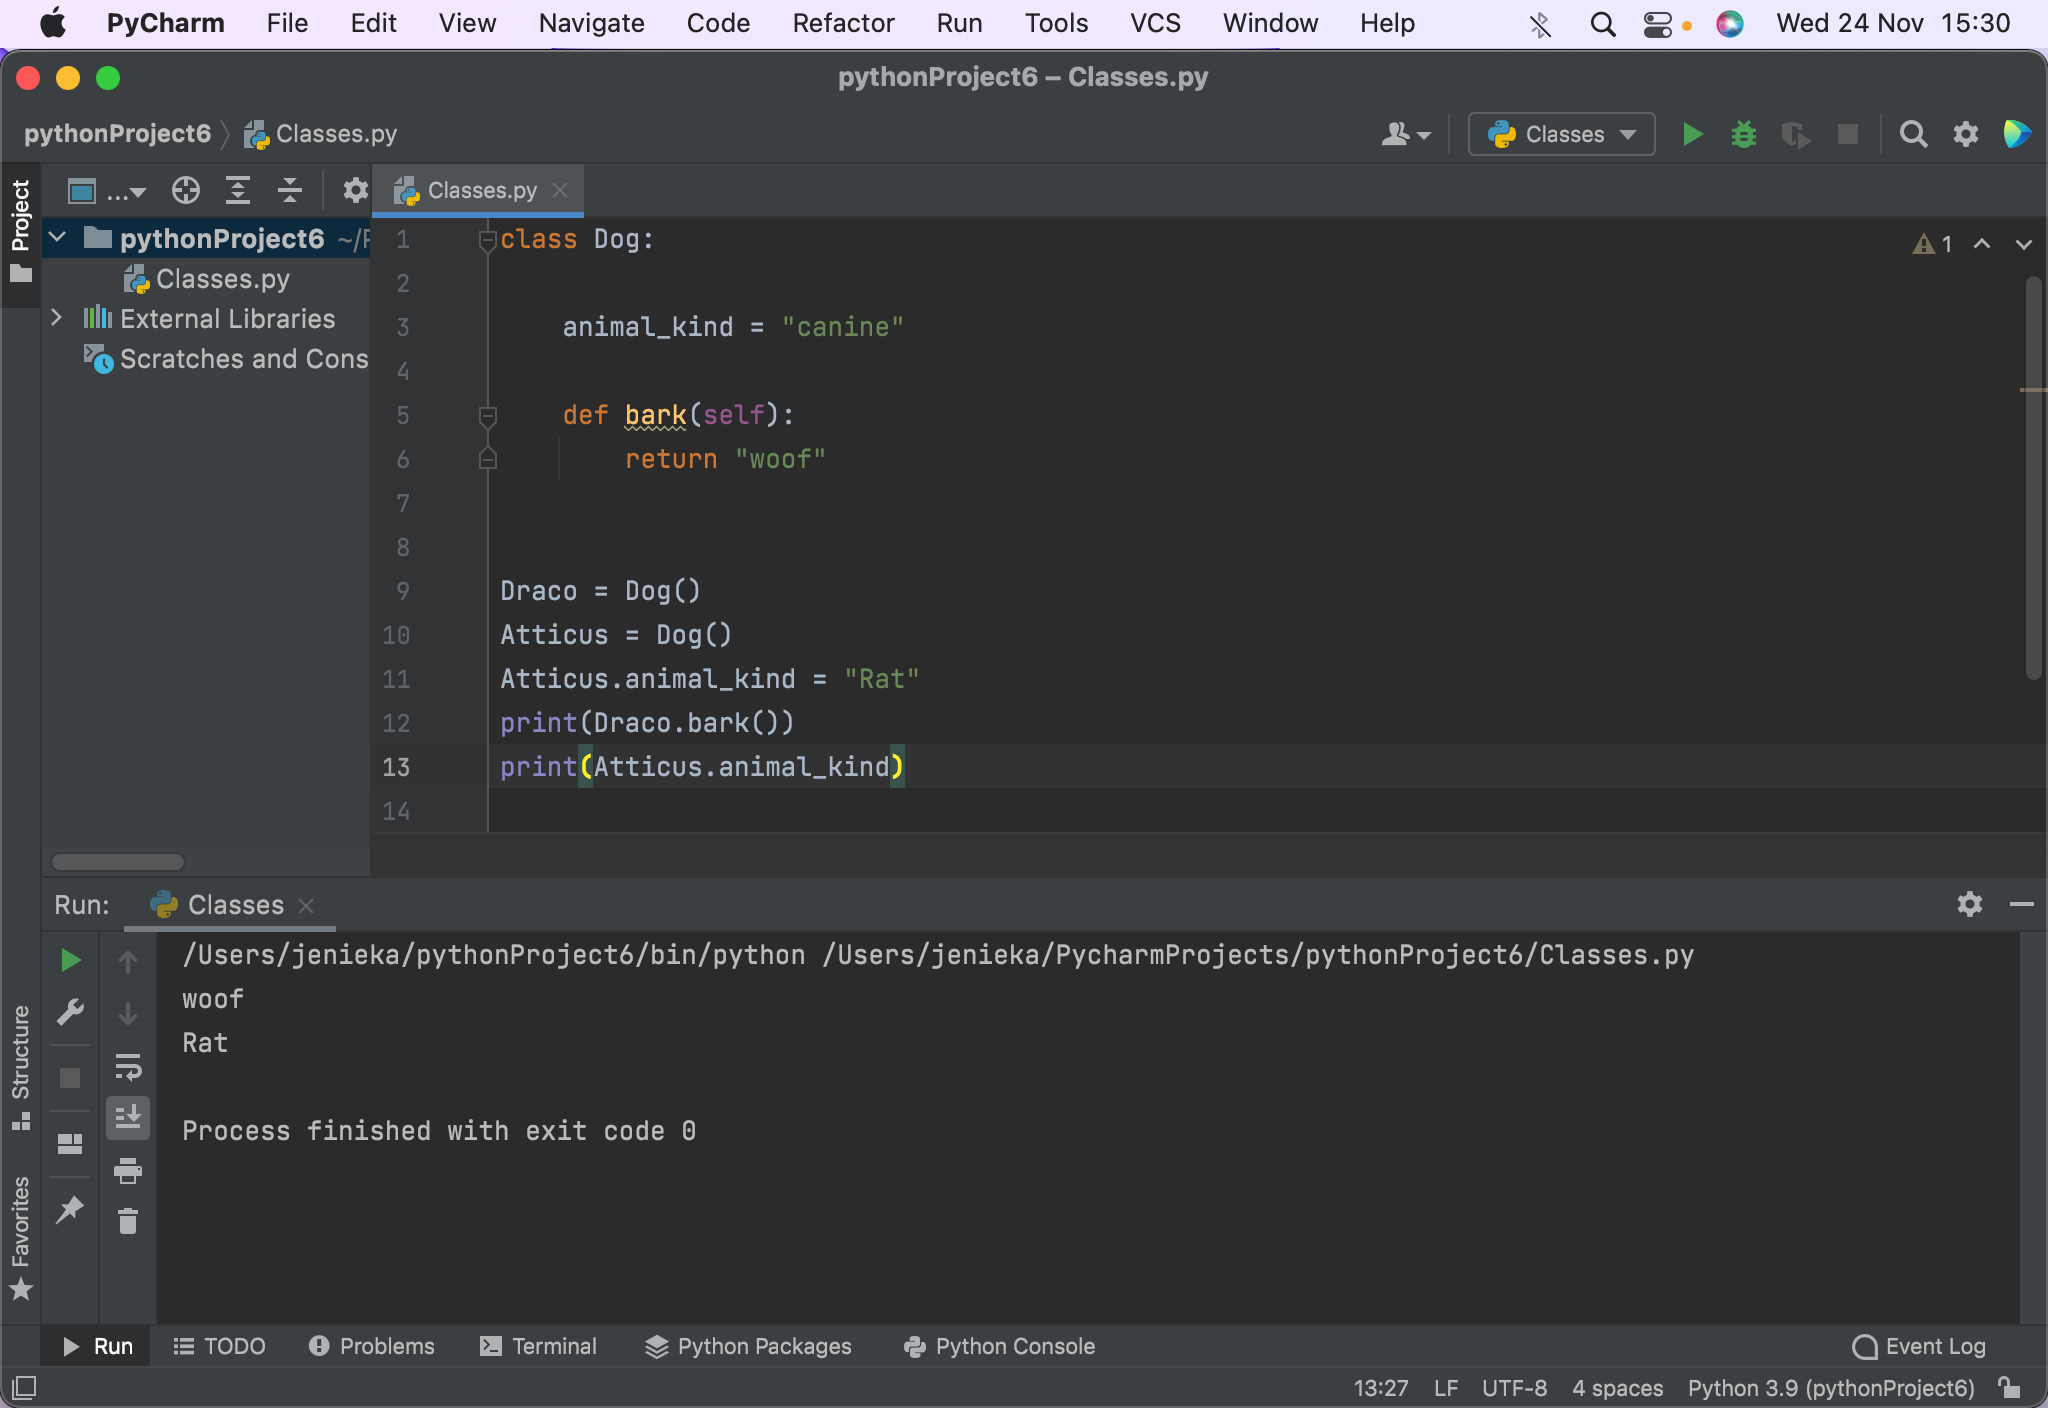 PyCharm File Edit View Navigate Code Refactor Run Tools VCS Window Help Wed 24 Nov 15:30
pythonProject6 – Classes.py
pythonProject6 Classes.py Classes
Project ... Classes.py
pythonProject6 ~/P
Classes.py
External Libraries
Scratches and Cons
1 class Dog: 1
2
3 animal_kind = "canine"
4
5 def bark(self):
6 return "woof"
7
8
9 Draco = Dog()
10 Atticus = Dog()
11 Atticus.animal_kind = "Rat"
12 print(Draco.bark())
13 print(Atticus.animal_kind)
14
Run: Classes
/Users/jenieka/pythonProject6/bin/python /Users/jenieka/PycharmProjects/pythonProject6/Classes.py
woof
Rat
Process finished with exit code 0
Structure
Favorites
Run TODO Problems Terminal Python Packages Python Console Event Log
13:27 LF UTF-8 4 spaces Python 3.9 (pythonProject6)